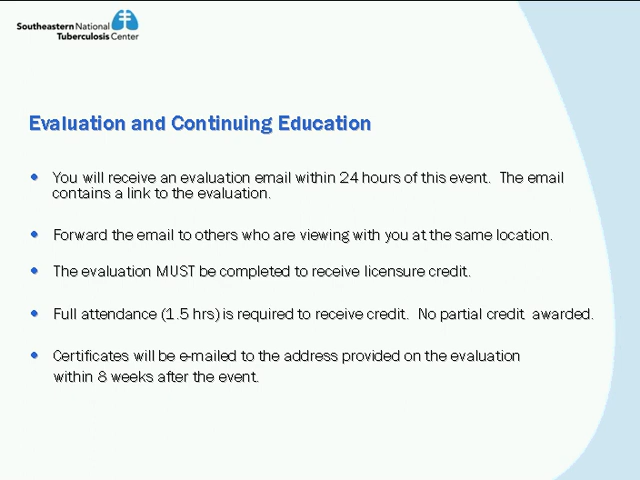 Southeastern National
Tuberculosis Center
Evaluation and Continuing Education
• You will receive an evaluation email within 24 hours of this event.  The email
contains a link to the evaluation.
• Forward the email to others who are viewing with you at the same location.
• The evaluation MUST be completed to receive licensure credit.
• Full attendance (1.5 hrs) is required to receive credit.  No partial credit  awarded.
• Certificates will be e-mailed to the address provided on the evaluation
within 8 weeks after the event.